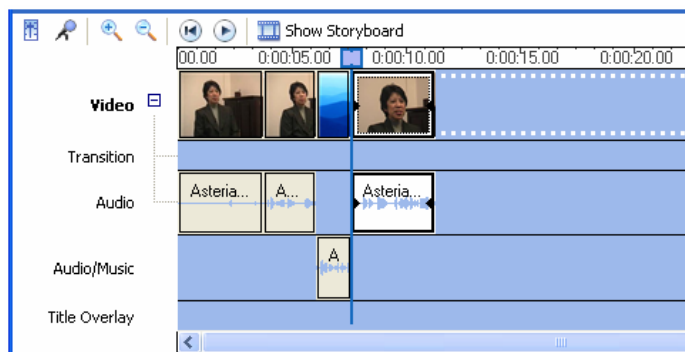 Show Storyboard
00.00 0:00:05.00 0:00:10.00 0:00:15.00 0:00:20.00
Video
Transition
Audio Asteria... A... Asteria...
Audio/Music A
Title Overlay